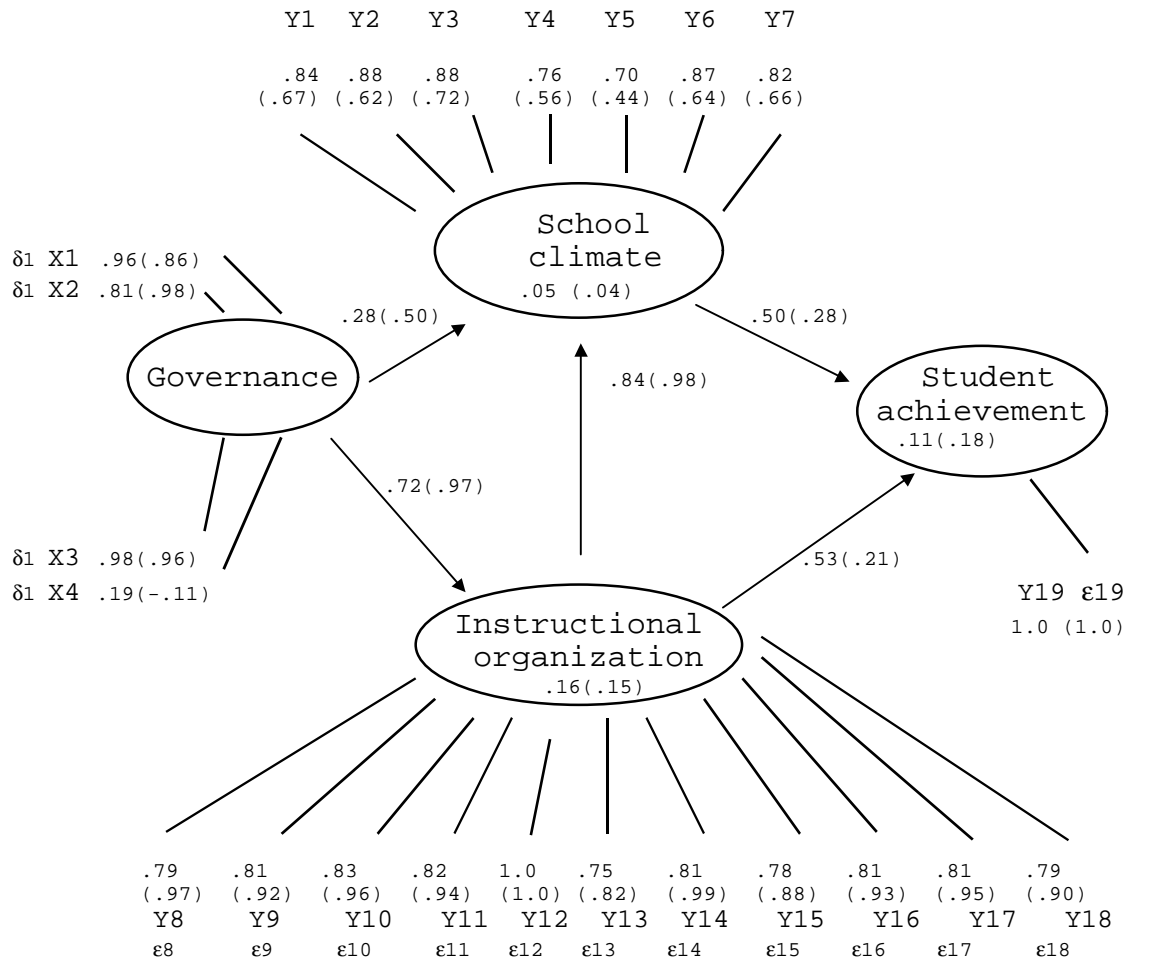 Y1 Y2 Y3 Y4 Y5 Y6 Y7
.84 .88 .88 .76 .70 .87 .82
(.67) (.62) (.72) (.56) (.44) (.64) (.66)
School
climate
.05 (.04)
δ1 X1 .96(.86)
δ1 X2 .81(.98)
.28(.50)
.50(.28)
Governance
.84(.98)
Student
achievement
.11(.18)
.72(.97)
δ1 X3 .98(.96)
δ1 X4 .19(-.11)
.53(.21)
Y19 ε19
1.0 (1.0)
Instructional
organization
.16(.15)
.79 .81 .83 .82 1.0 .75 .81 .78 .81 .81 .79
(.97) (.92) (.96) (.94) (1.0) (.82) (.99) (.88) (.93) (.95) (.90)
Y8 Y9 Y10 Y11 Y12 Y13 Y14 Y15 Y16 Y17 Y18
ε8 ε9 ε10 ε11 ε12 ε13 ε14 ε15 ε16 ε17 ε18